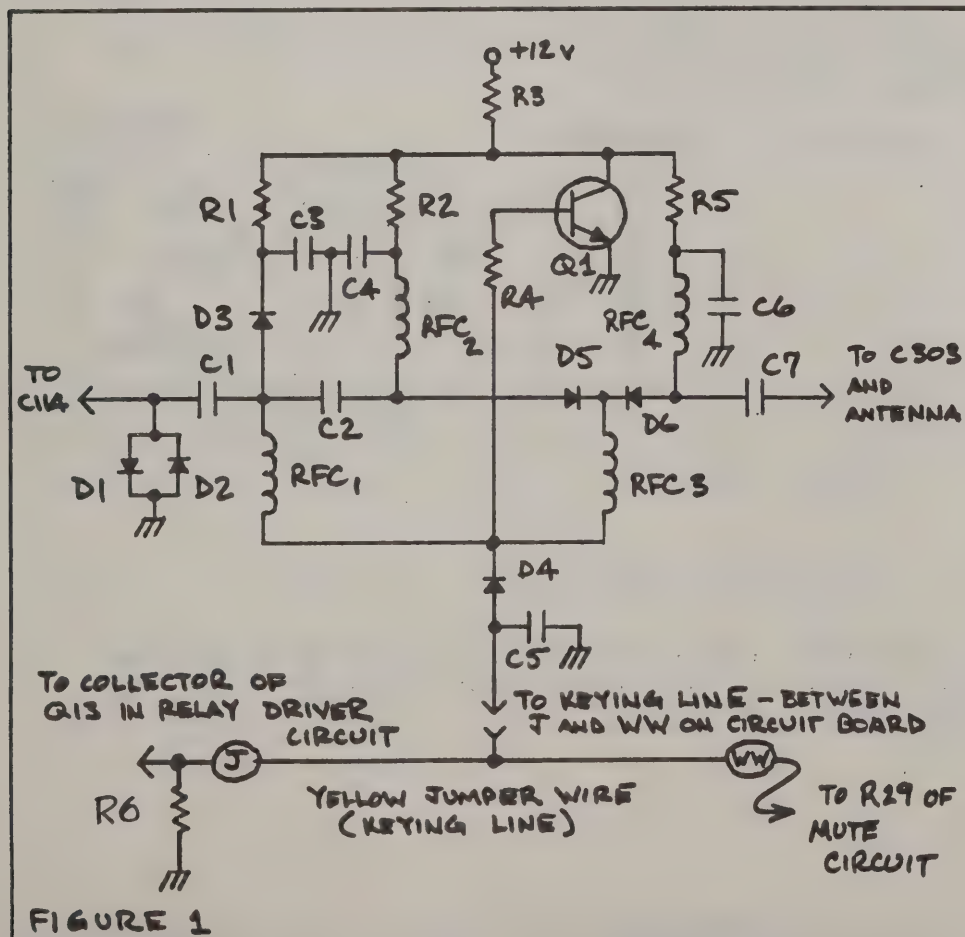 +12V
R3
R1
C3
C4
R2
RFC2
R4
Q1
R5
RFC4
C6
D3
TO
C114
C1
C2
D5
D6
C7
TO C303
AND
ANTENNA
D1
D2
RFC1
RFC3
D4
C5
TO COLLECTOR OF
Q13 IN RELAY DRIVER
CIRCUIT
TO KEYING LINE - BETWEEN
J AND WW ON CIRCUIT BOARD
J
WW
R6
YELLOW JUMPER WIRE
(KEYING LINE)
TO R29 OF
MUTE
CIRCUIT
FIGURE 1